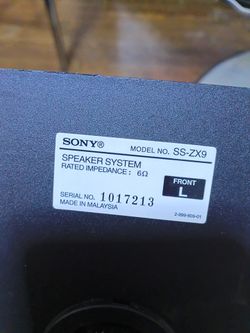 SONY® MODEL NO. SS-ZX9
SPEAKER SYSTEM
RATED IMPEDANCE : 6Ω
FRONT
L
SERIAL NO. 1017213
MADE IN MALAYSIA
2-999-609-01